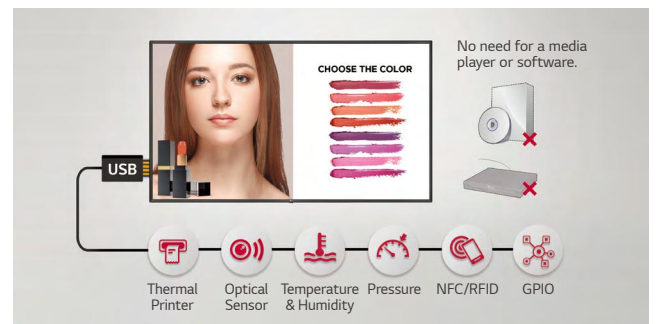 No need for a media
player or software.
CHOOSE THE COLOR
USB
Thermal
Printer
Optical
Sensor
Temperature
& Humidity
Pressure
NFC/RFID
GPIO